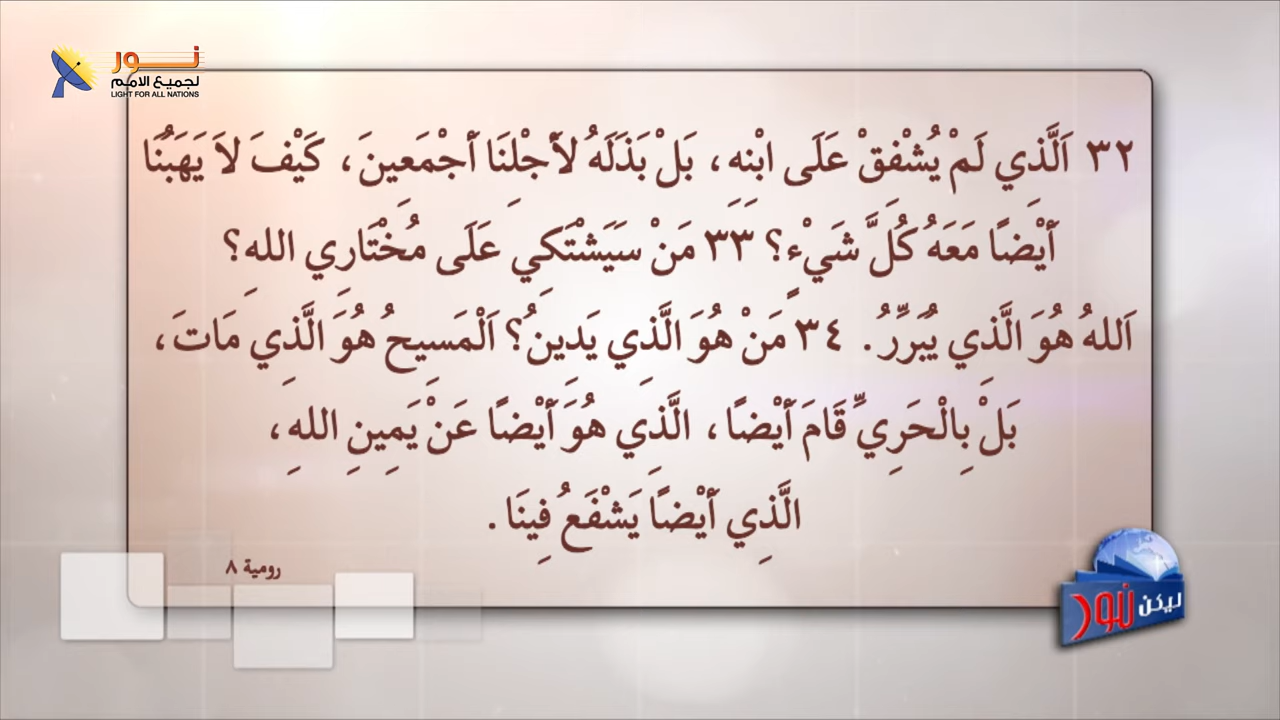 نور
لجميع الامم
LIGHT FOR ALL NATIONS
٣٢ اَلَّذِي لَمْ يُشْفِقْ عَلَى ابْنِهِ، بَلْ بَذَلَهُ لأَجْلِنَا أَجْمَعِينَ، كَيْفَ لاَ يَهَبُنَا
أَيْضًا مَعَهُ كُلَّ شَيْءٍ؟ ٣٣ مَنْ سَيَشْتَكِي عَلَى مُخْتَارِي اللهِ؟
اَللهُ هُوَ الَّذِي يُبَرِّرُ. ٣٤ مَنْ هُوَ الَّذِي يَدِينُ؟ اَلْمَسِيحُ هُوَ الَّذِي مَاتَ،
بَلْ بِالْحَرِيِّ قَامَ أَيْضًا، الَّذِي هُوَ أَيْضًا عَنْ يَمِينِ اللهِ،
الَّذِي أَيْضًا يَشْفَعُ فِينَا.
رومية ٨
ليكن نور